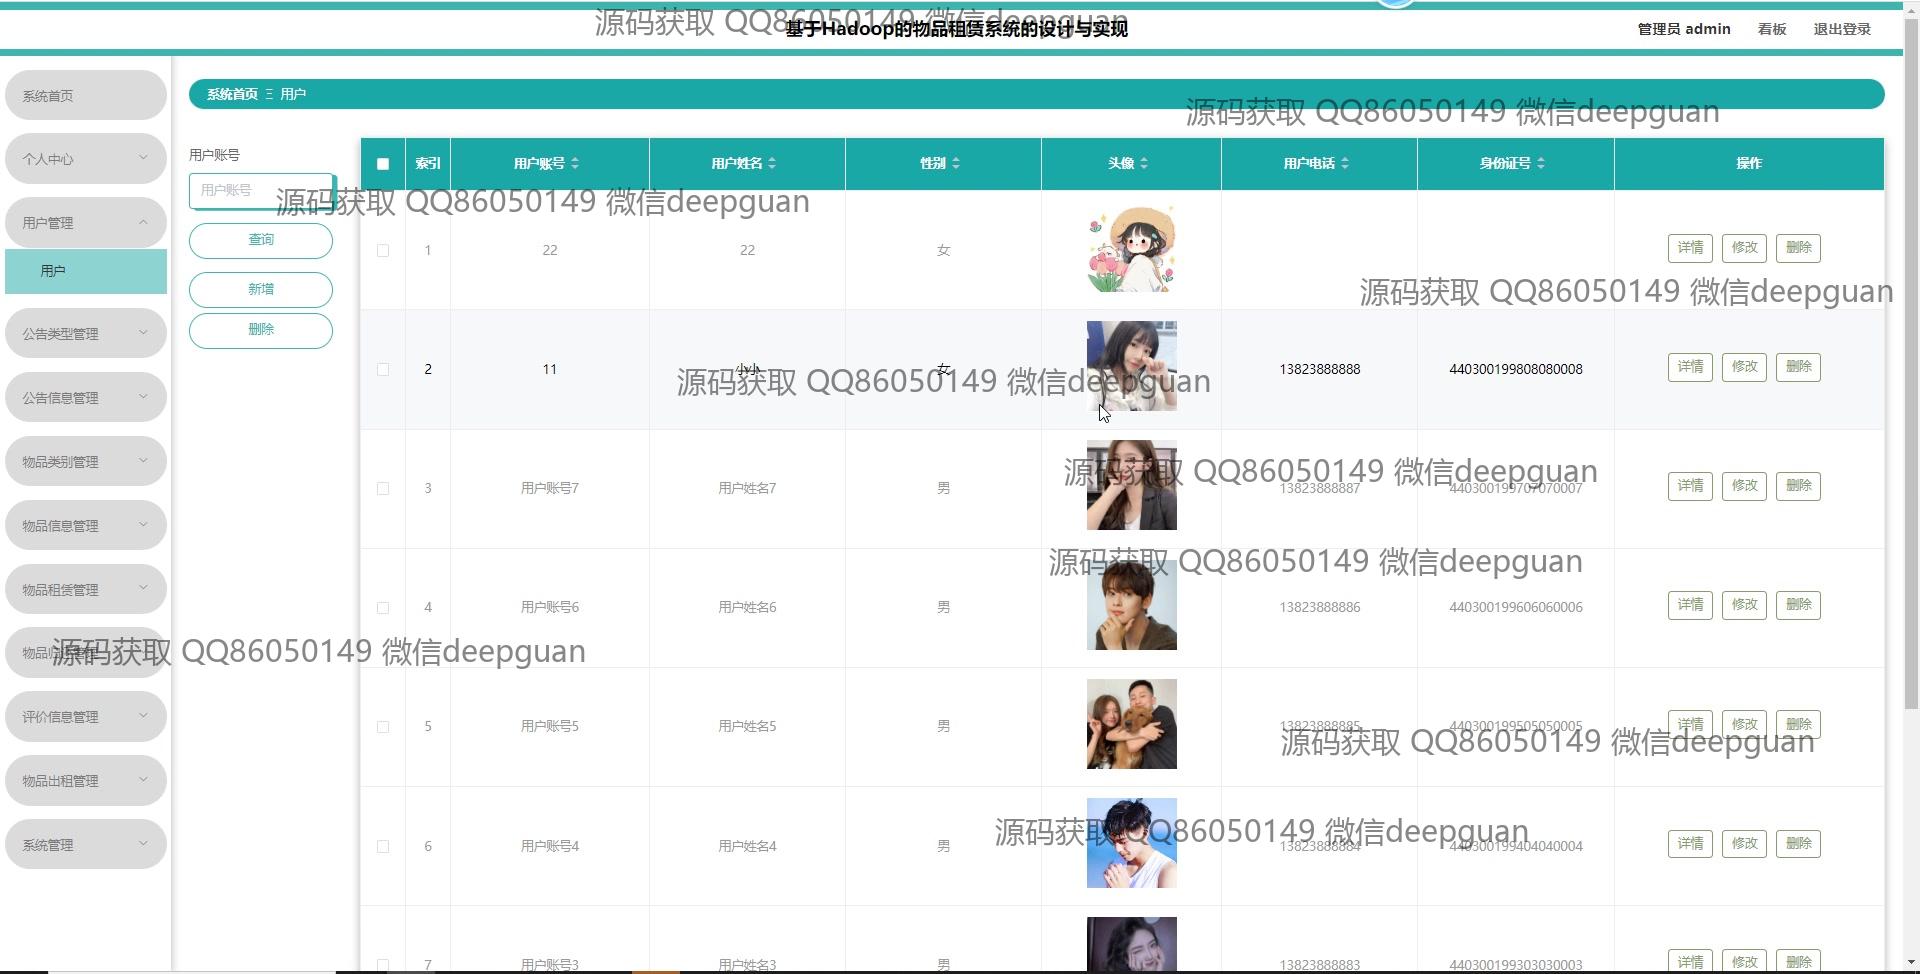 基于Hadoop的物品租赁系统的设计与实现
管理员 admin 看板 退出登录
源码获取 QQ86050149 微信deepguan
系统首页
个人中心
用户管理
用户
公告类型管理
公告信息管理
物品类别管理
物品信息管理
物品租赁管理
评价信息管理
物品出租管理
系统管理
系统首页 Ξ 用户
源码获取 QQ86050149 微信deepguan
用户账号
用户账号
查询
新增
删除
索引 用户账号 用户姓名 性别 头像 用户电话 身份证号 操作
源码获取 QQ86050149 微信deepguan
1 22 22 女 详情 修改 删除
源码获取 QQ86050149 微信deepguan
2 11 小小 女 13823888888 440300199808080008 详情 修改 删除
源码获取 QQ86050149 微信deepguan
源码获取 QQ86050149 微信deepguan
3 用户账号7 用户姓名7 男 13823888887 440300199707070007 详情 修改 删除
源码获取 QQ86050149 微信deepguan
4 用户账号6 用户姓名6 男 13823888886 440300199606060006 详情 修改 删除
源码获取 QQ86050149 微信deepguan
5 用户账号5 用户姓名5 男 13823888885 440300199505050005 详情 修改 删除
源码获取 QQ86050149 微信deepguan
源码获取 QQ86050149 微信deepguan
6 用户账号4 用户姓名4 男 13823888884 440300199404040004 详情 修改 删除
7 用户账号3 用户姓名3 男 13823888883 440300199303030003 详情 修改 删除